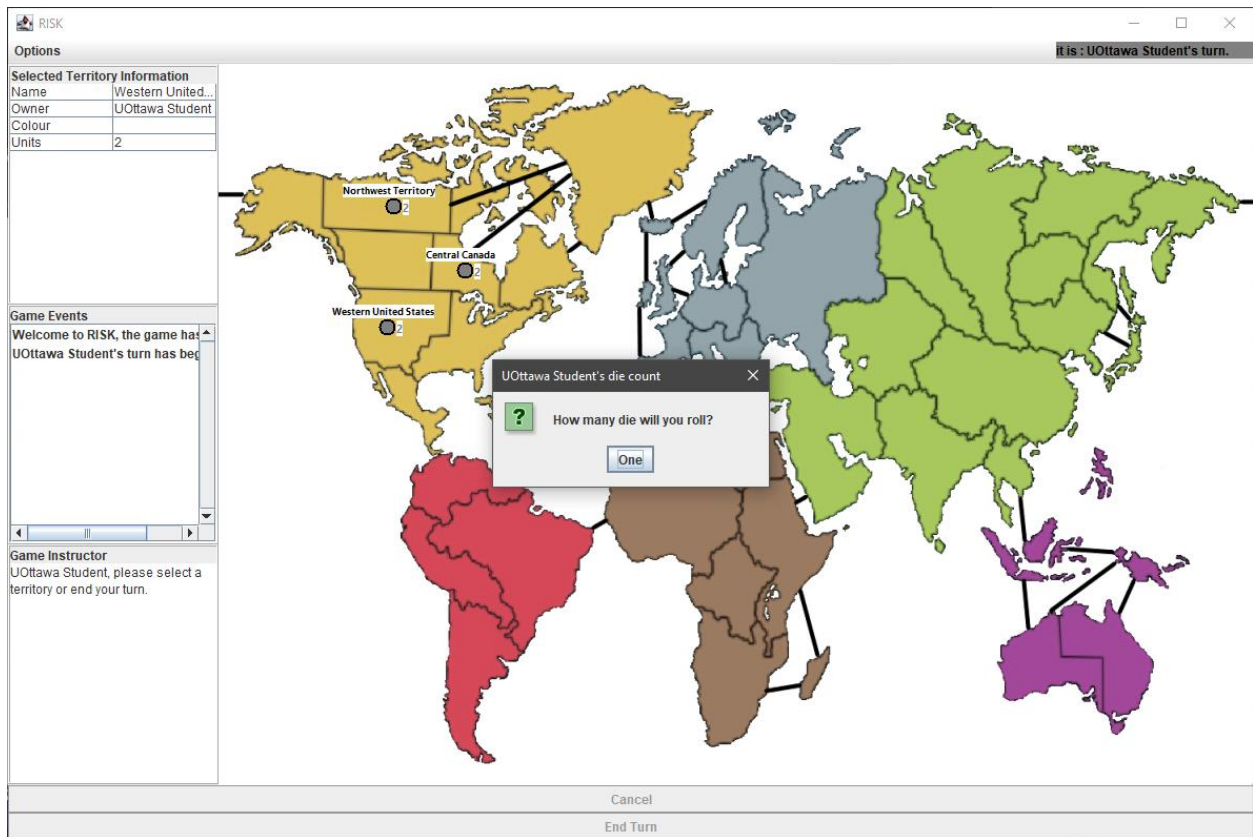 RISK
Options
it is : UOttawa Student's turn.
Selected Territory Information
Name Western United...
Owner UOttawa Student
Colour
Units 2
Northwest Territory
2
Central Canada
2
Western United States
2
Game Events
Welcome to RISK, the game has
UOttawa Student's turn has beg
UOttawa Student's die count
? How many die will you roll?
One
Game Instructor
UOttawa Student, please select a
territory or end your turn.
Cancel
End Turn